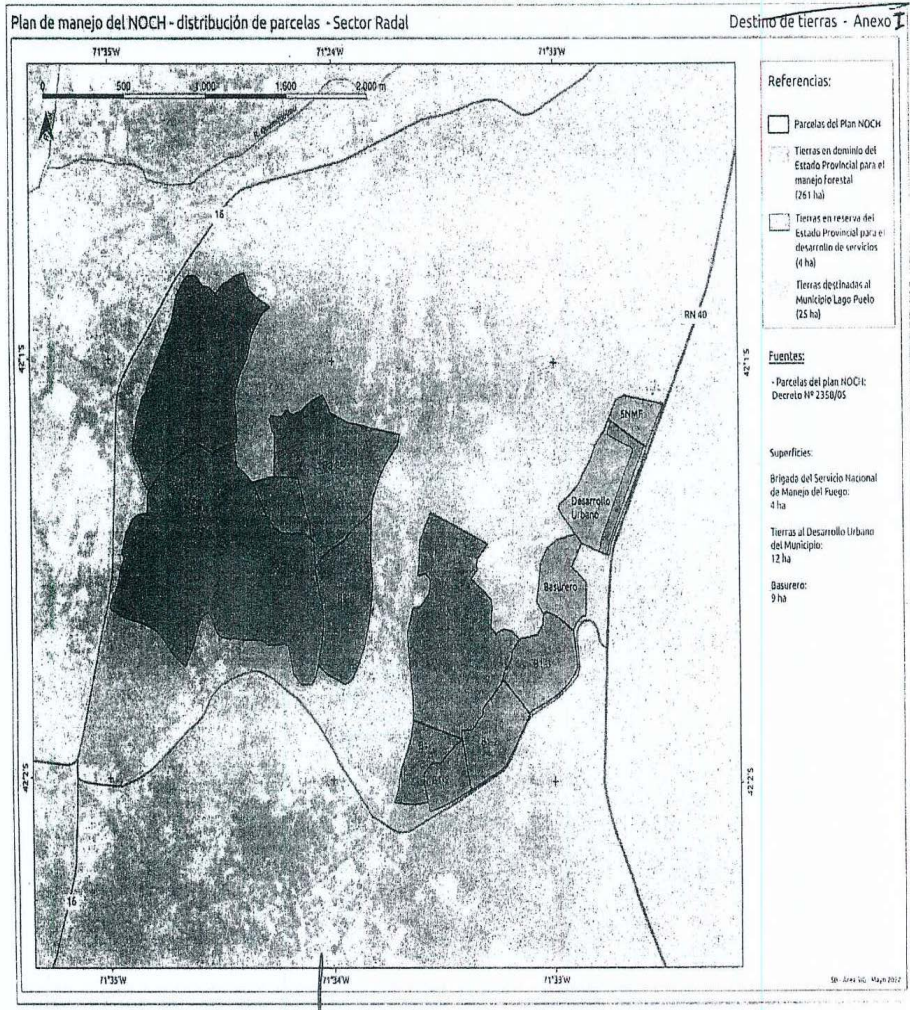 Plan de manejo del NOCH - distribución de parcelas - Sector Radal
Destino de tierras - Anexo I
71°35'W 71°34'W 71°33'W
0 500 1.000 1.500 2.000 m
16
RN 40
42°1'S
42°1'S
SNMF
Desarrollo
Urbano
Basurero
42°2'S
42°2'S
16
71°35'W 71°34'W 71°33'W
Referencias:
Parcelas del Plan NOCH
Tierras en dominio del
Estado Provincial para el
manejo forestal
(261 ha)
Tierras en reserva del
Estado Provincial para el
desarrollo de servicios
(4 ha)
Tierras destinadas al
Municipio Lago Puelo
(25 ha)
Fuentes:
- Parcelas del plan NOCH:
Decreto Nº 2350/05
Superficies:
Brigada del Servicio Nacional
de Manejo del Fuego:
4 ha
Tierras al Desarrollo Urbano
del Municipio:
12 ha
Basurero:
9 ha